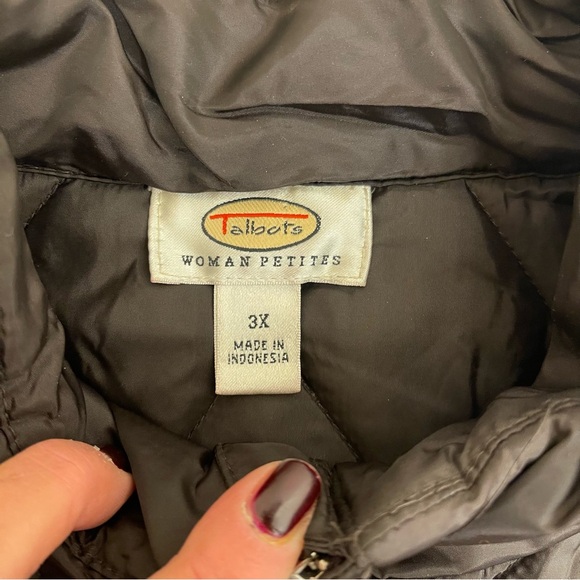 Talbots
WOMAN PETITES
3X
MADE IN
INDONESIA